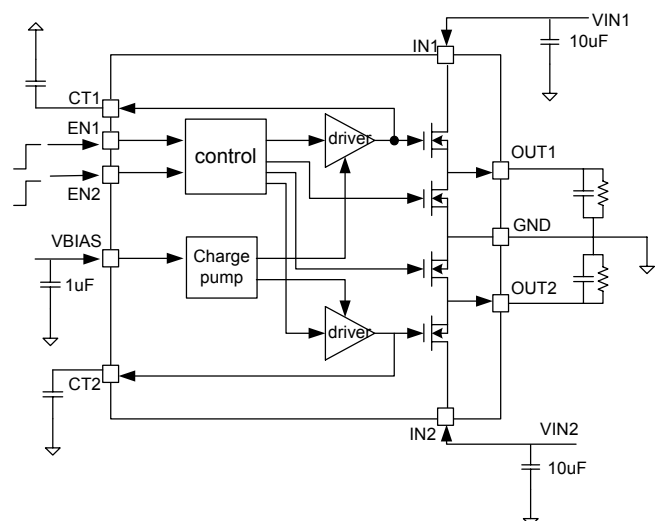 VIN1
IN1
10uF
CT1
EN1
driver
control
OUT1
EN2
GND
VBIAS
Charge
pump
1uF
OUT2
driver
CT2
IN2
VIN2
10uF